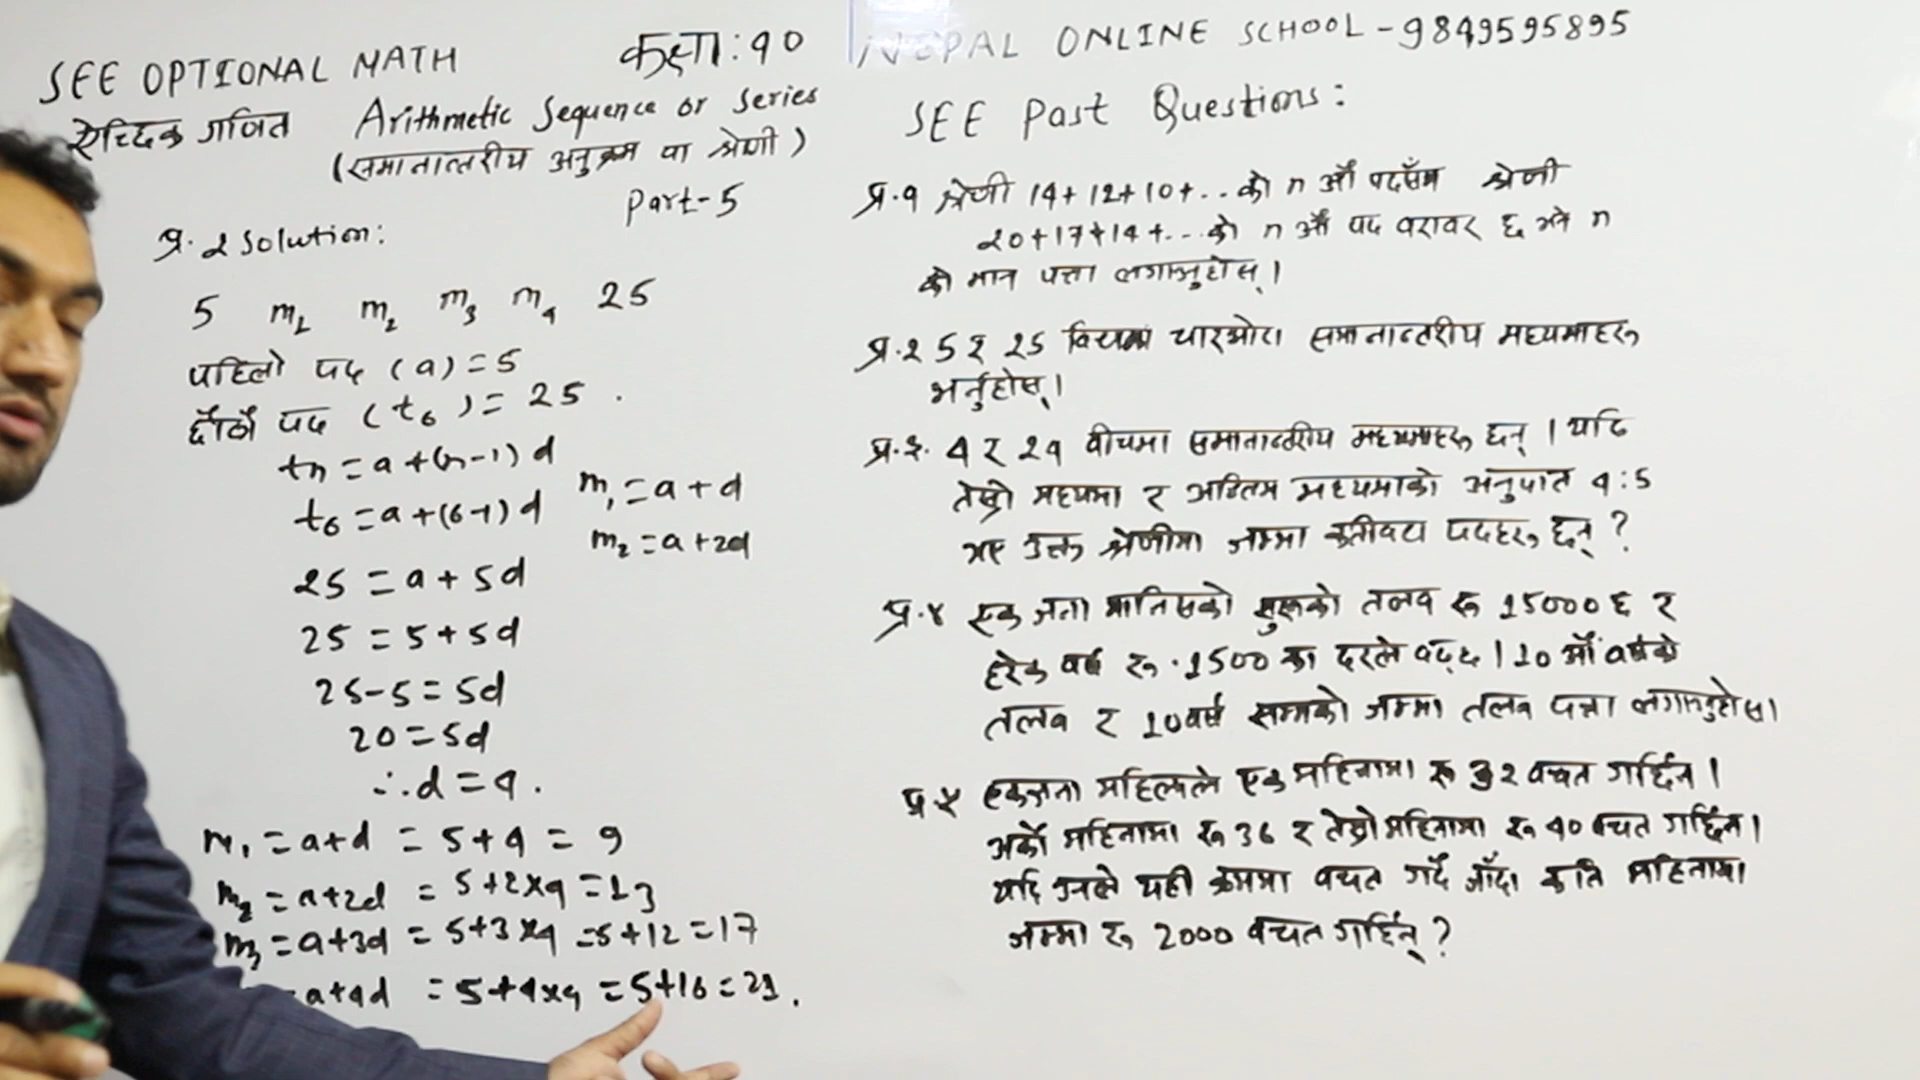 SEE OPTIONAL MATH कक्षा: १०
ऐच्छिक गणित Arithmetic Sequence or Series
(समानान्तरीय अनुक्रम वा श्रेणी)
Part-5
प्र. 2 Solution:
5 m₁ m₂ m₃ m₄ 25
पहिलो पद (a) = 5
छैठौँ पद (t₆) = 25.
tn = a+(n-1) d
t₆ = a+(6-1) d
m₁ = a + d
m₂ = a + 2d
25 = a + 5d
25 = 5 + 5d
25-5 = 5d
20 = 5d
∴ d = 4.
m₁ = a+d = 5+4 = 9
m₂ = a+2d = 5+2×4 = 13
m₃ = a+3d = 5+3×4 = 5+12 = 17
= a+4d = 5+4×4 = 5+16 = 21.
NEPAL ONLINE SCHOOL - 9849595895
SEE Past Questions:
प्र.१ श्रेणी 14+12+10+.. को n औँ पदसँग श्रेणी
20+17+14+... को n औँ पद बराबर छ भने n
को मान पत्ता लगाउनुहोस्।
प्र.२ 5 र 25 विचमा चारओटा समानान्तरीय मध्यमाहरू
भर्नुहोस्।
प्र.३. 4 र 24 बीचमा समानान्तरीय मध्यमाहरू छन्। यदि
तेस्रो मध्यमा र अन्तिम मध्यमाको अनुपात 4:5
भए उक्त श्रेणीमा जम्मा कतीवटा पदहरू छन्?
प्र.४ एक जना मानिसको सुरूको तलब रू 15000 छ र
हरेक वर्ष रू.1500 का दरले बढ्छ। 10 औँ वर्षको
तलब र 10 वर्ष सम्मको जम्मा तलब पत्ता लगाउनुहोस।
प्र.५ एकजना महिलाले एक महिनामा रू 32 बचत गर्छिन।
अर्को महिनामा रू 36 र तेस्रो महिनामा रू 40 बचत गर्छिन।
यदि उनले यही क्रममा बचत गर्दै जाँदा कति महिनामा
जम्मा रू 2000 बचत गर्छिन्?